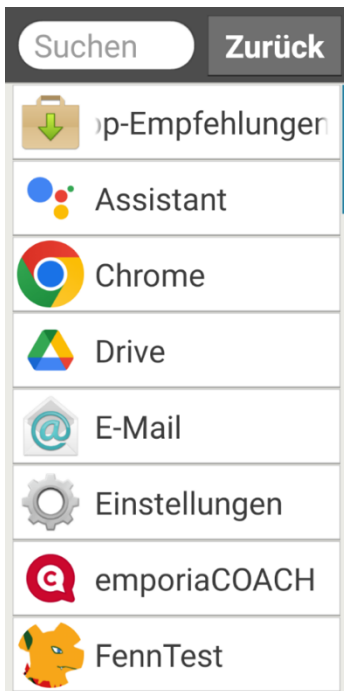 Suchen
Zurück
p-Empfehlungen
Assistant
Chrome
Drive
@
E-Mail
Einstellungen
emporiaCOACH
FennTest